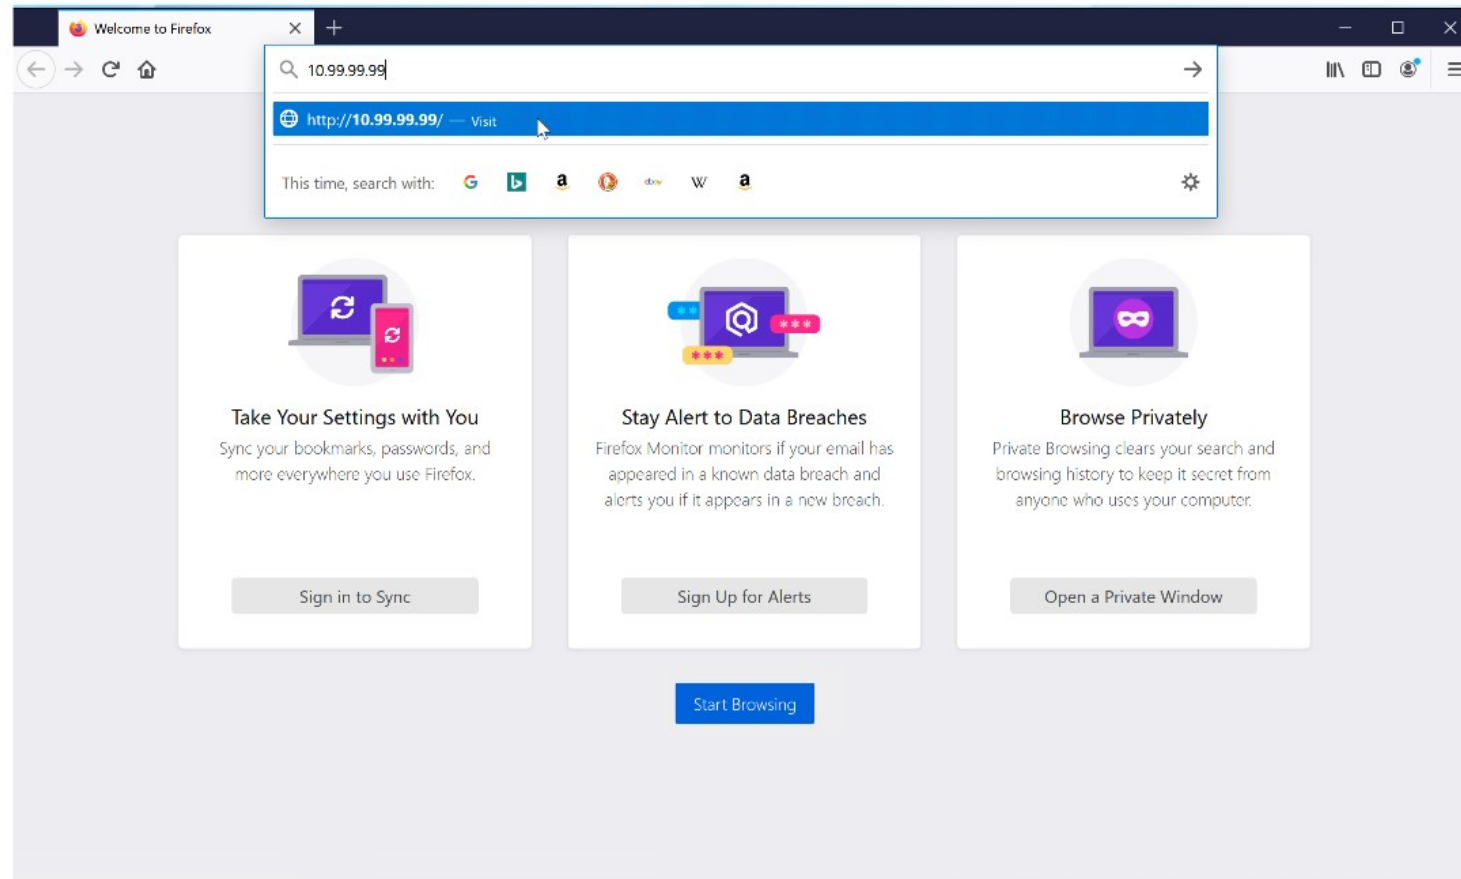 Welcome to Firefox
10.99.99.99
http://10.99.99.99/ — Visit
This time, search with:
Take Your Settings with You
Sync your bookmarks, passwords, and
more everywhere you use Firefox.
Sign in to Sync
Stay Alert to Data Breaches
Firefox Monitor monitors if your email has
appeared in a known data breach and
alerts you if it appears in a new breach.
Sign Up for Alerts
Browse Privately
Private Browsing clears your search and
browsing history to keep it secret from
anyone who uses your computer.
Open a Private Window
Start Browsing